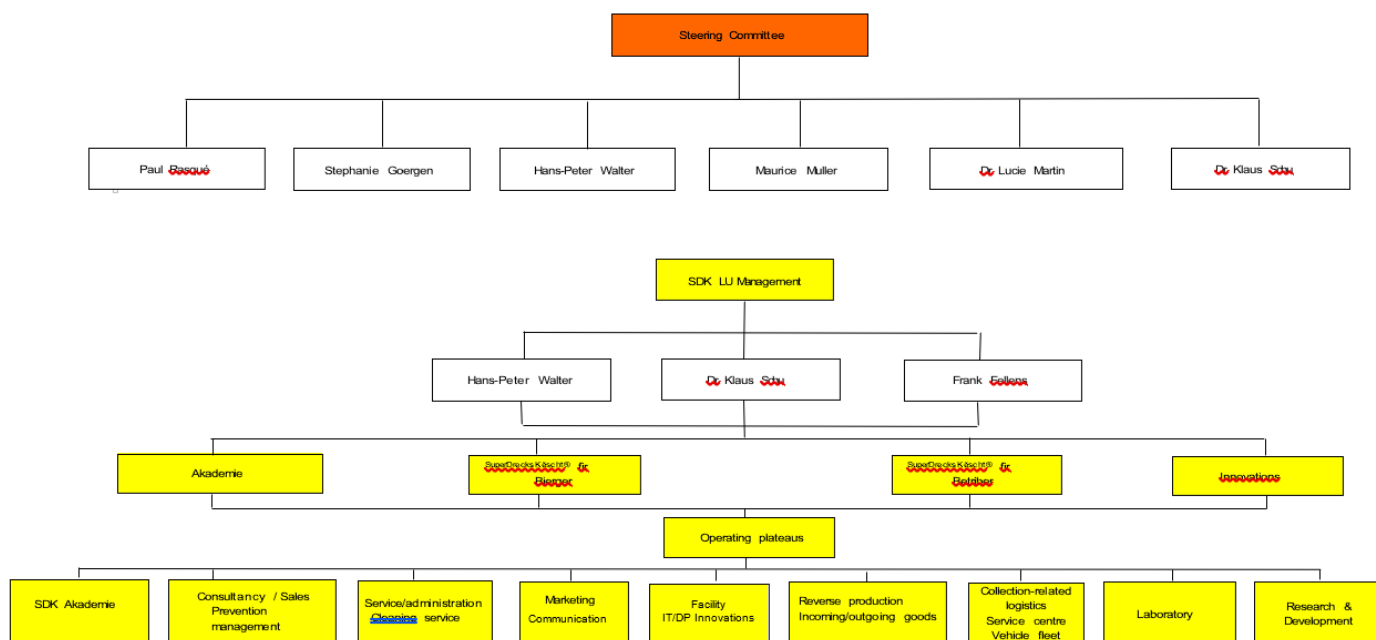 Steering Committee
Paul Rasqué
Stephanie Goergen
Hans-Peter Walter
Maurice Muller
Dr. Lucie Martin
Dr. Klaus
SDK LU Management
Hans-Peter Walter
Dr. Klaus
Frank Fellens
Akademie
SuperDrecksKëscht® fir
Bierger
SuperDrecksKëscht® fir
Betriber
Innovations
Operating plateaus
SDK Akademie
Consultancy / Sales
Prevention
management
Service/administration
Cleaning service
Marketing
Communication
Facility
IT/DP Innovations
Reverse production
Incoming/outgoing goods
Collection-related
logistics
Service centre
Vehicle fleet
Laboratory
Research &
Development